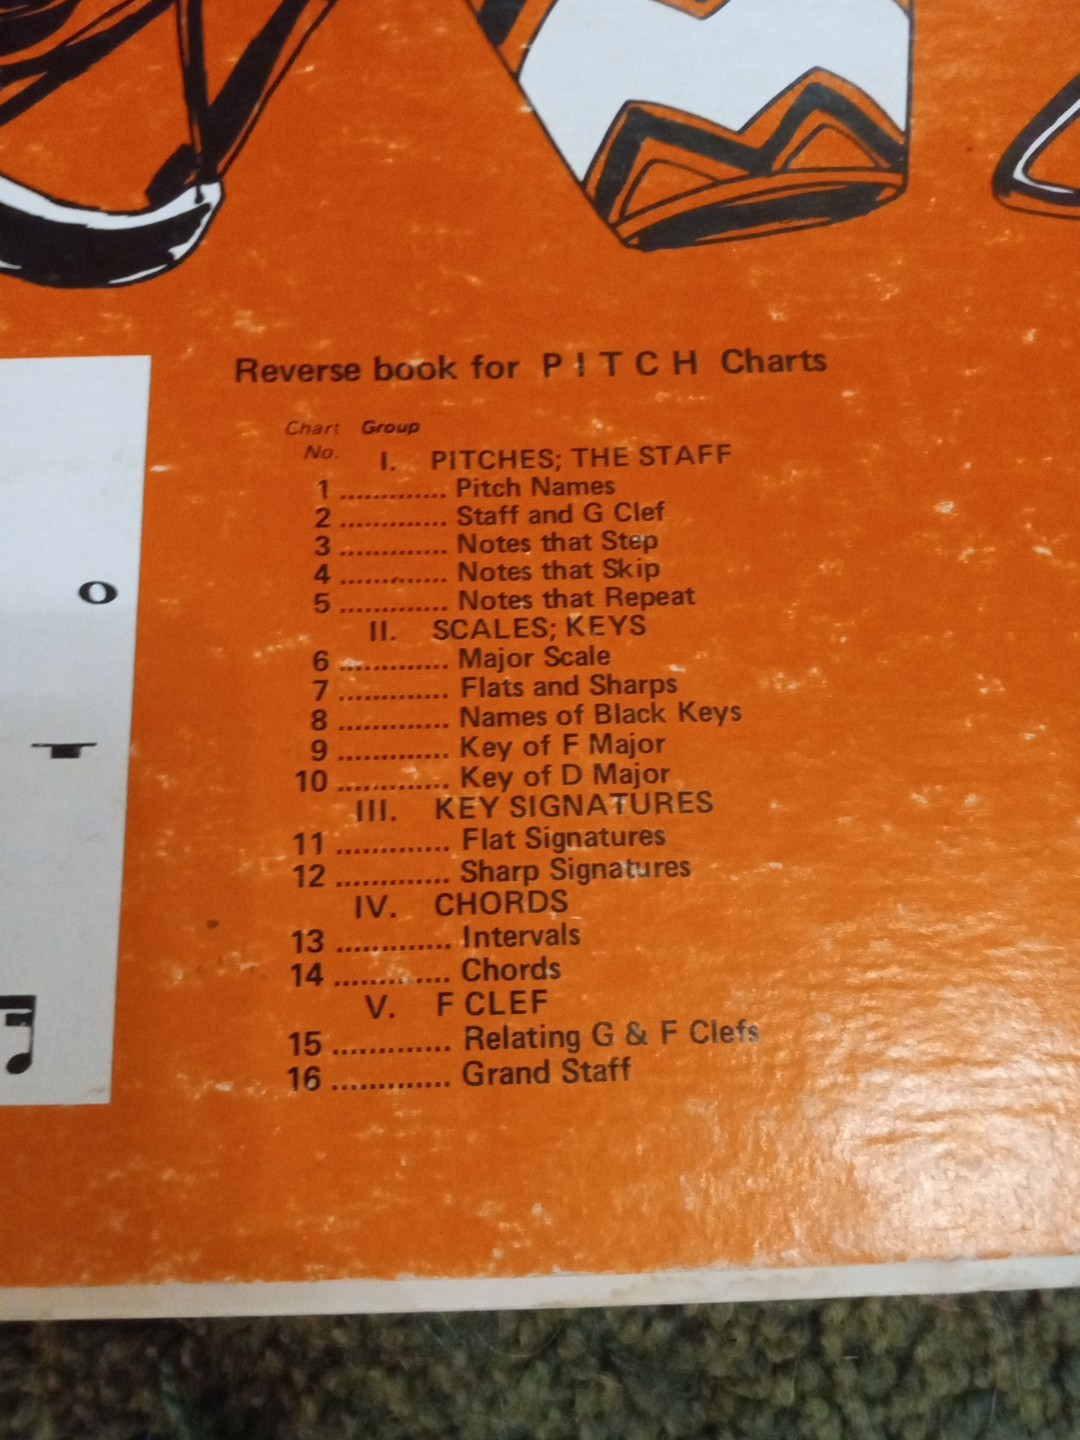 Reverse book for P I T C H Charts
Chart Group
No. I. PITCHES; THE STAFF
1 ............. Pitch Names
2 ............. Staff and G Clef
3 ............. Notes that Step
4 ............. Notes that Skip
5 ............. Notes that Repeat
II. SCALES; KEYS
6 ............. Major Scale
7 ............. Flats and Sharps
8 ............. Names of Black Keys
9 ............. Key of F Major
10 ............. Key of D Major
III. KEY SIGNATURES
11 ............. Flat Signatures
12 ............. Sharp Signatures
IV. CHORDS
13 ............. Intervals
14 ............. Chords
V. F CLEF
15 ............. Relating G & F Clefs
16 ............. Grand Staff